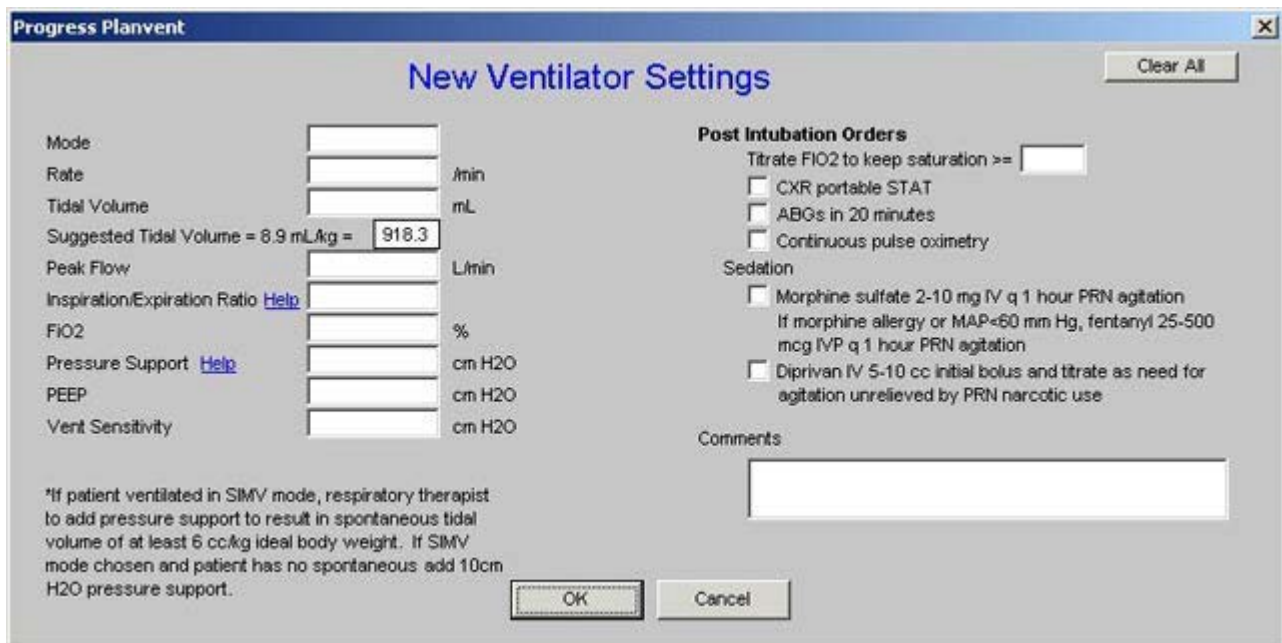 Progress Planvent
New Ventilator Settings
Clear All
Mode
Rate /min
Tidal Volume mL
Suggested Tidal Volume = 8.9 mL/kg = 918.3
Peak Flow L/min
Inspiration/Expiration Ratio Help
FiO2 %
Pressure Support Help cm H2O
PEEP cm H2O
Vent Sensitivity cm H2O
*If patient ventilated in SIMV mode, respiratory therapist
to add pressure support to result in spontaneous tidal
volume of at least 6 cc/kg ideal body weight. If SIMV
mode chosen and patient has no spontaneous add 10cm
H2O pressure support.
Post Intubation Orders
Titrate FIO2 to keep saturation >=
CXR portable STAT
ABGs in 20 minutes
Continuous pulse oximetry
Sedation
Morphine sulfate 2-10 mg IV q 1 hour PRN agitation
If morphine allergy or MAP<60 mm Hg, fentanyl 25-500
mcg IVP q 1 hour PRN agitation
Diprivan IV 5-10 cc initial bolus and titrate as need for
agitation unrelieved by PRN narcotic use
Comments
OK
Cancel